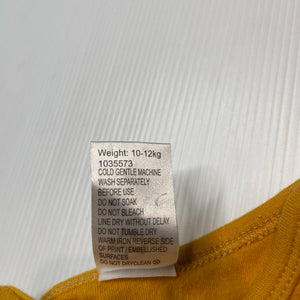 Weight: 10-12kg
1035573
COLD GENTLE MACHINE
WASH SEPARATELY
BEFORE USE
DO NOT SOAK
DO NOT BLEACH
LINE DRY WITHOUT DELAY
DO NOT TUMBLE DRY
WARM IRON REVERSE SIDE
OF PRINT / EMBELLISHED
SURFACES
DO NOT DRYCLEAN